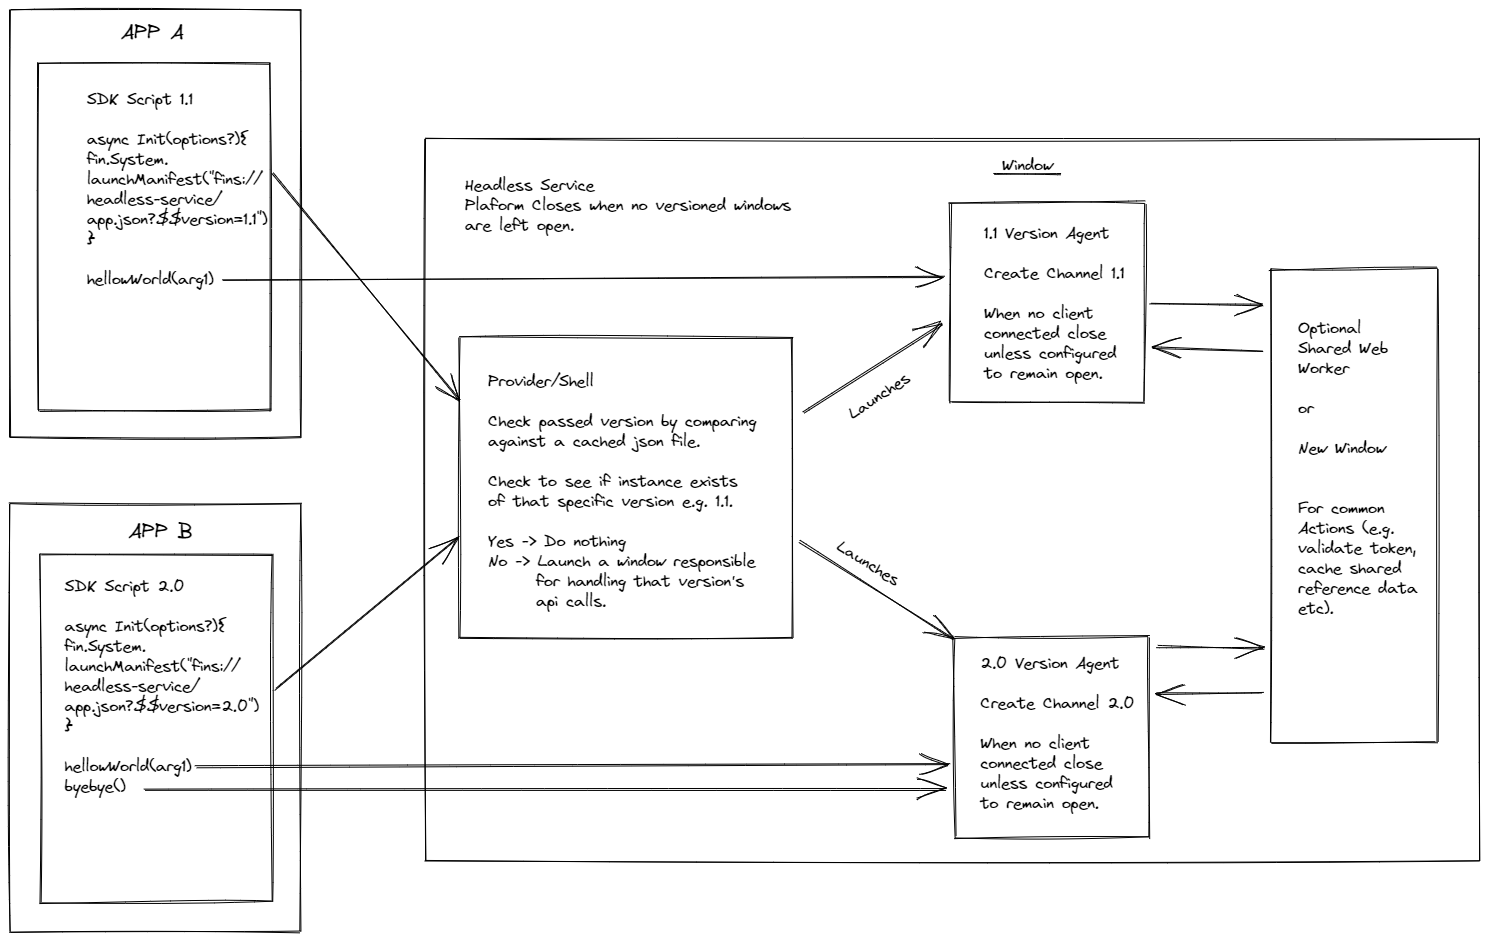 APP A
SDK Script 1.1
async Init(options?){
fin.System.
launchManifest("fins://
headless-service/
app.json?$$version=1.1")
}
hellowWorld(arg1)
APP B
SDK Script 2.0
async Init(options?){
fin.System.
launchManifest("fins://
headless-service/
app.json?$$version=2.0")
}
hellowWorld(arg1)
byebye()
Headless Service
Plaform Closes when no versioned windows
are left open.
Provider/Shell
Check passed version by comparing
against a cached json file.
Check to see if instance exists
of that specific version e.g. 1.1.
Yes -> Do nothing
No -> Launch a window responsible
for handling that version's
api calls.
Launches
Launches
Window
1.1 Version Agent
Create Channel 1.1
When no client
connected close
unless configured
to remain open.
2.0 Version Agent
Create Channel 2.0
When no client
connected close
unless configured
to remain open.
Optional
Shared Web
Worker
or
New Window
For common
Actions (e.g.
validate token,
cache shared
reference data
etc).